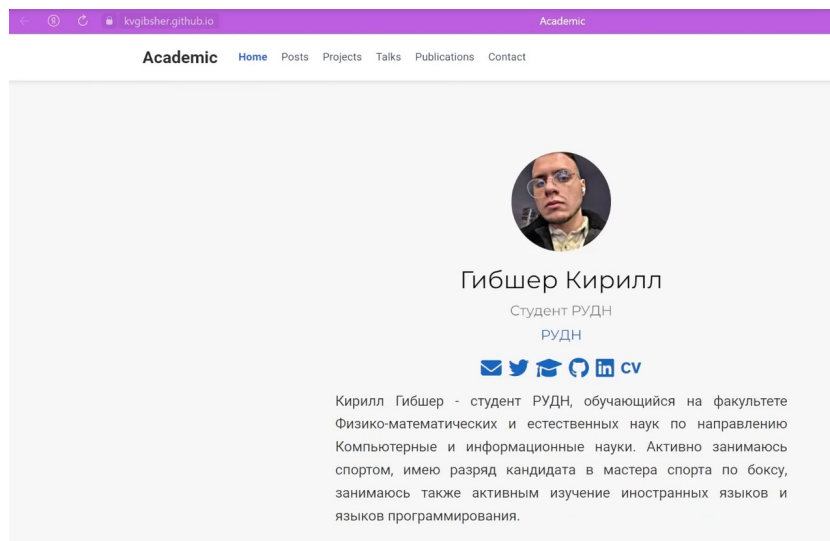 kvgibsher.github.io
Academic
Academic Home Posts Projects Talks Publications Contact
Гибшер Кирилл
Студент РУДН
РУДН
CV
Кирилл Гибшер - студент РУДН, обучающийся на факультете
Физико-математических и естественных наук по направлению
Компьютерные и информационные науки. Активно занимаюсь
спортом, имею разряд кандидата в мастера спорта по боксу,
занимаюсь также активным изучение иностранных языков и
языков программирования.